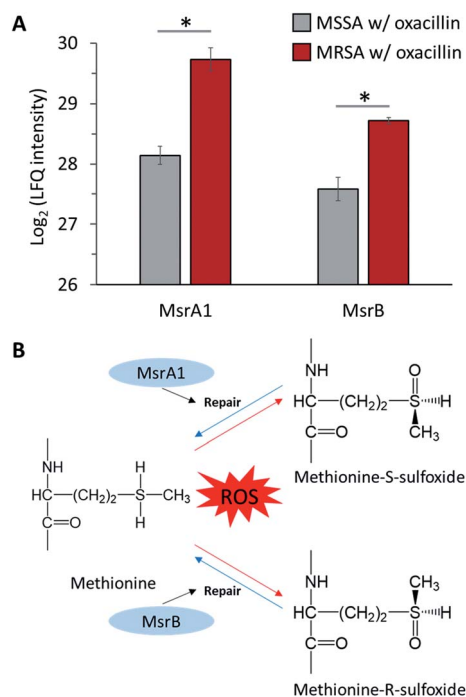 A
MSSA w/ oxacillin
MRSA w/ oxacillin
*
*
Log2 (LFQ intensity)
30
29
28
27
26
MsrA1 MsrB
B
MsrA1
Repair
NH
HC—(CH2)2—S—H
O
CH3
C=O
Methionine-S-sulfoxide
NH
HC—(CH2)2—S—CH3
H
H
C=O
ROS
Methionine
Repair
MsrB
NH
CH3
HC—(CH2)2—S—H
C=O
O
Methionine-R-sulfoxide